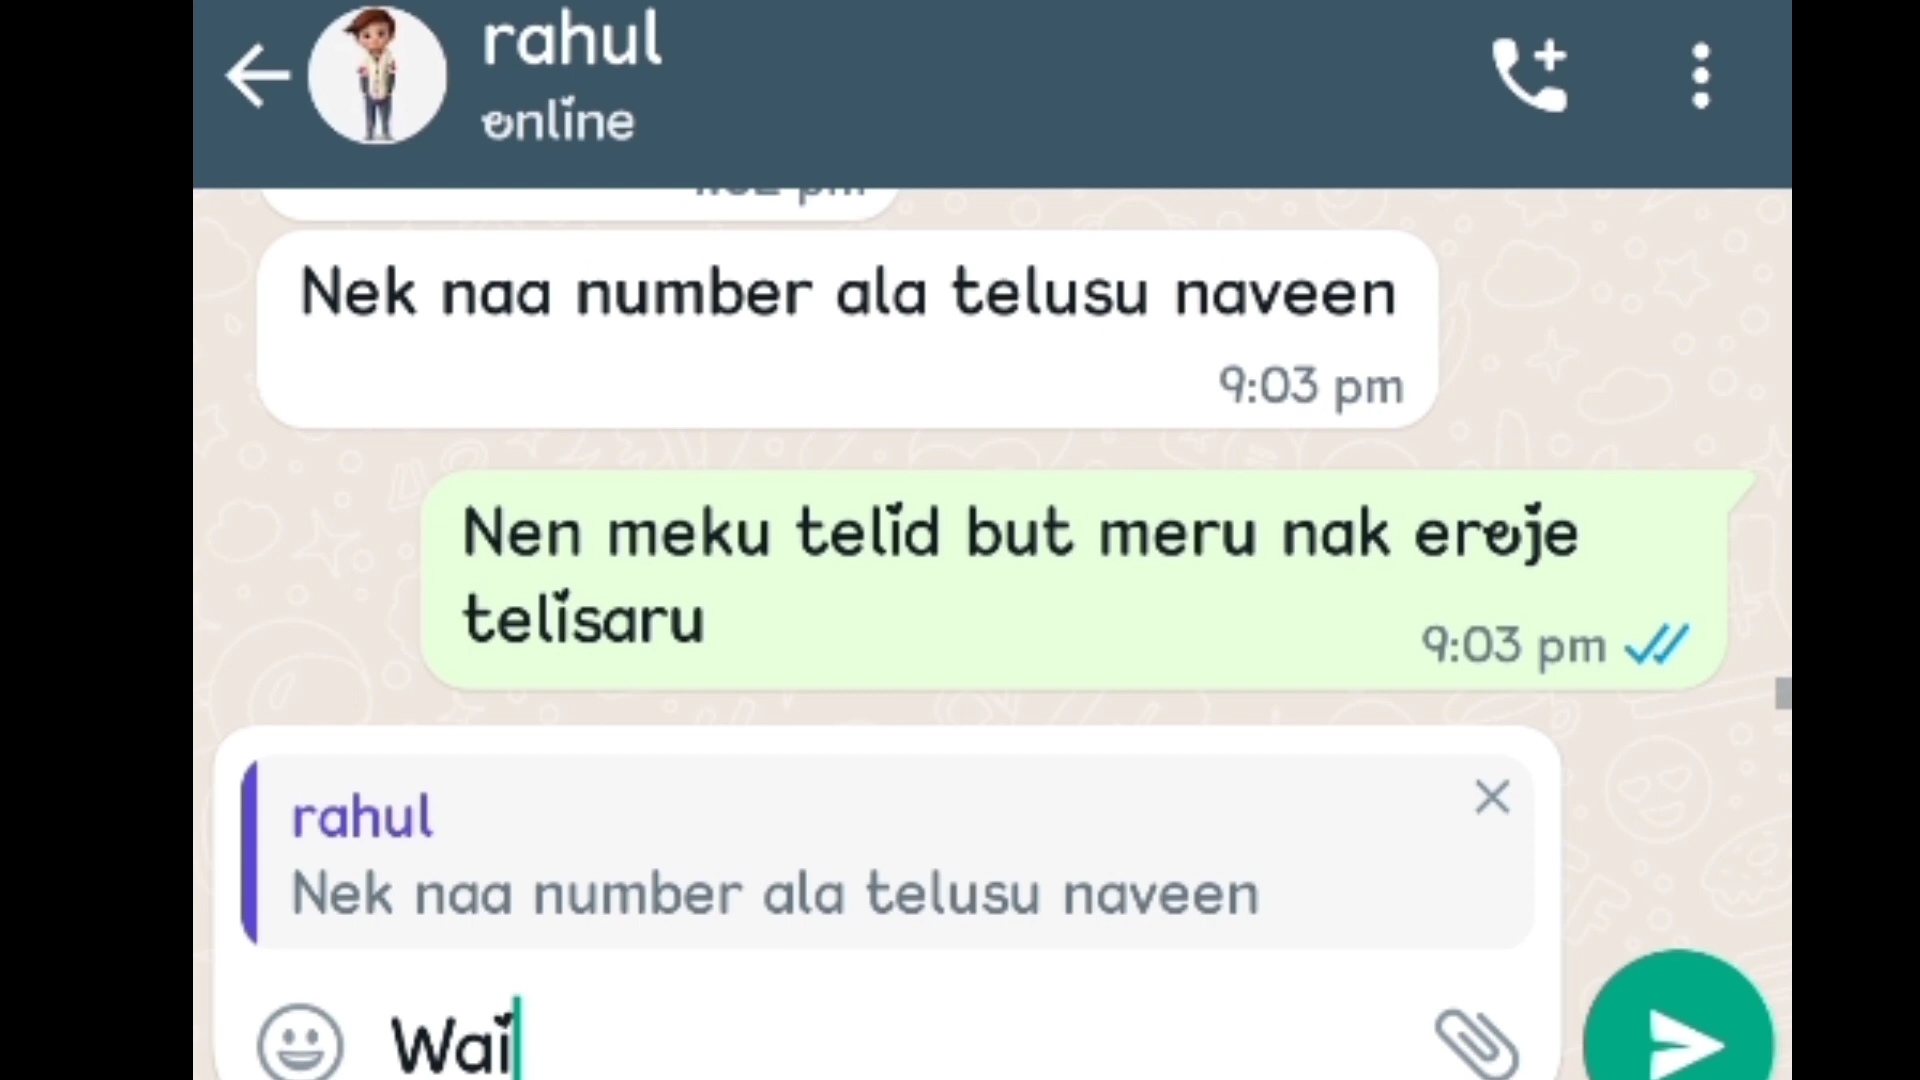 rahul
online
Nek naa number ala telusu naveen
9:03 pm
Nen meku telid but meru nak eroje
telisaru
9:03 pm
rahul
Nek naa number ala telusu naveen
Wai